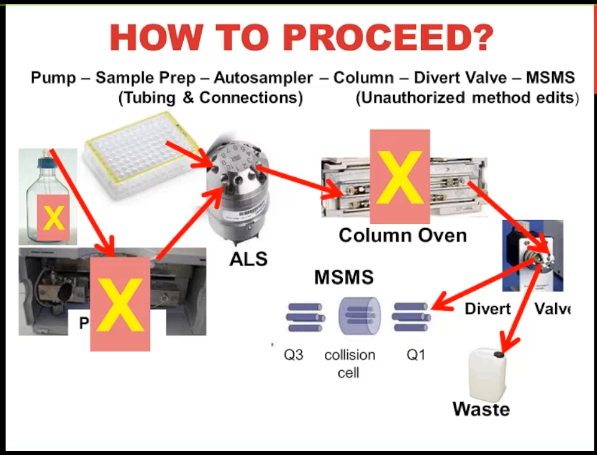 HOW TO PROCEED?
Pump – Sample Prep – Autosampler – Column – Divert Valve – MSMS
(Tubing & Connections) (Unauthorized method edits)
X
X
X
ALS
Column Oven
P
MSMS
Divert Valve
Q3 collision cell Q1
Waste